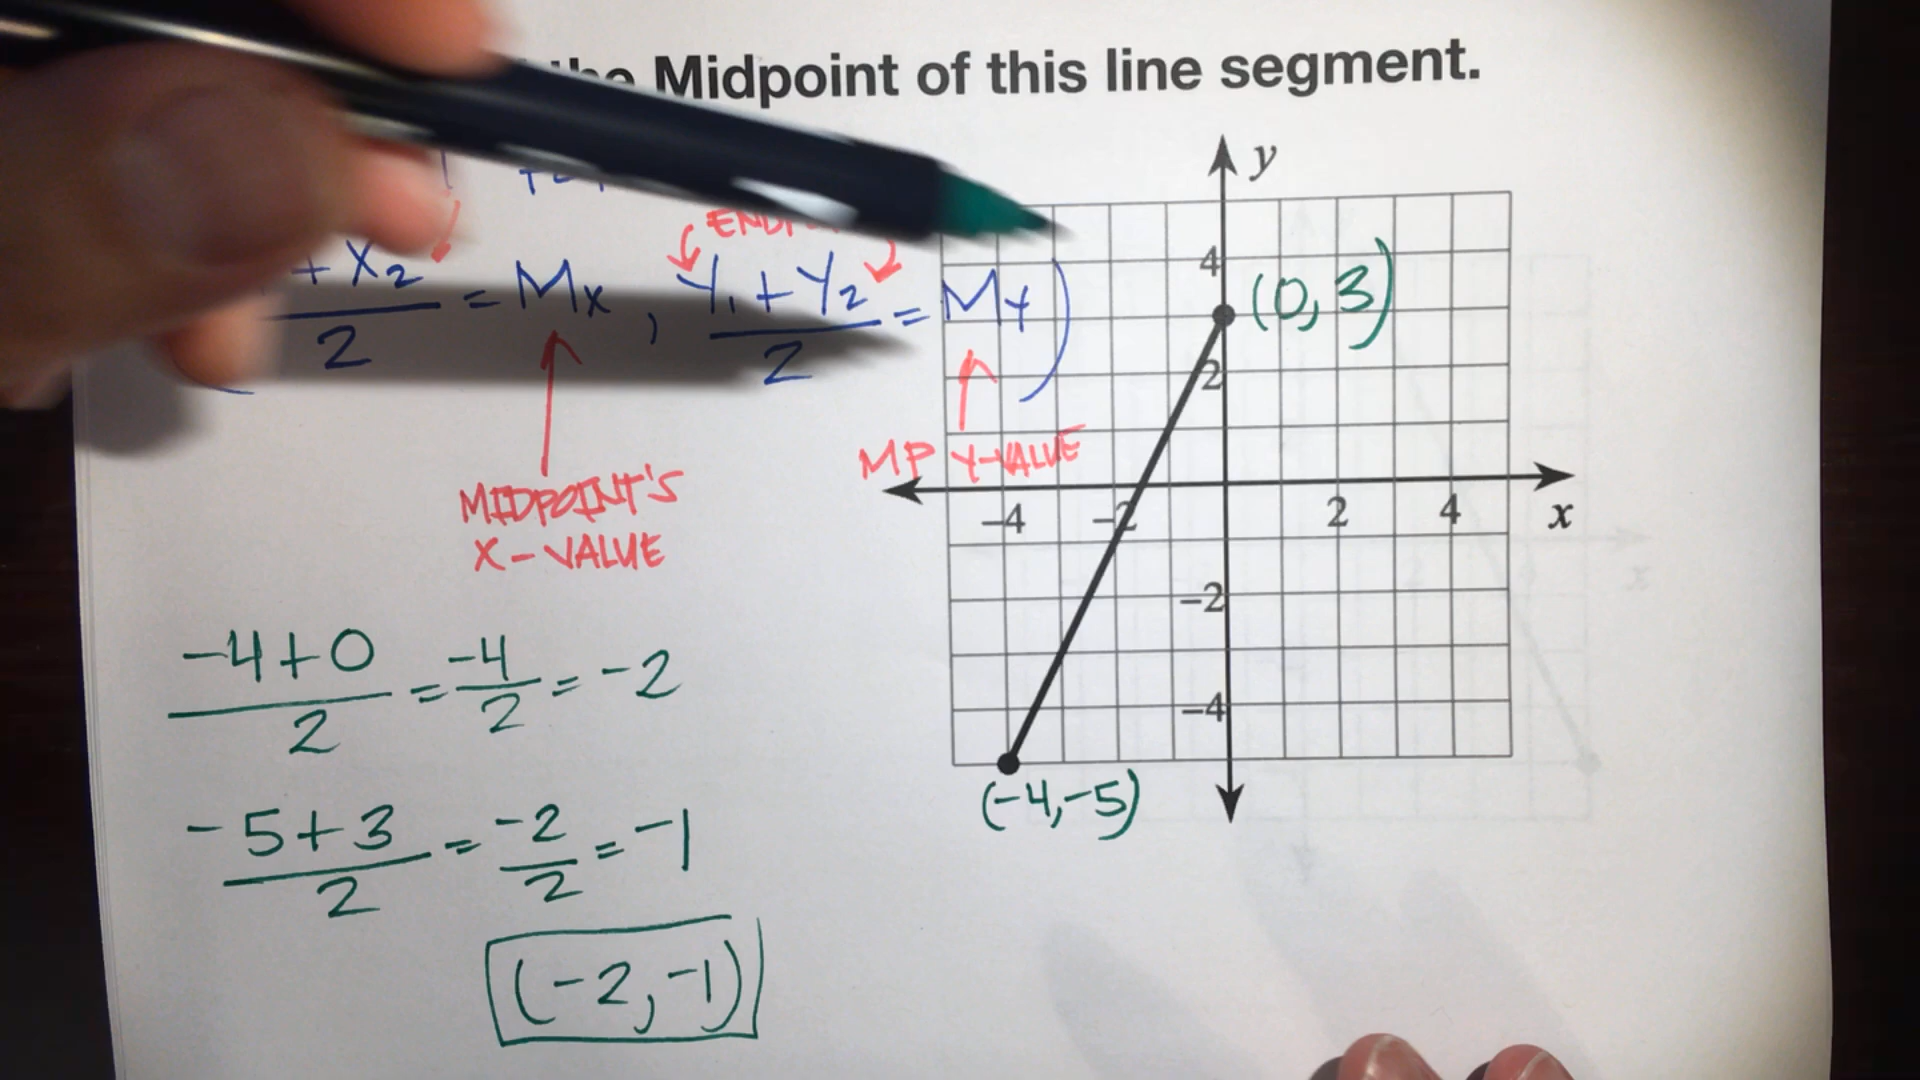 Midpoint of this line segment.
+ X₂
2
= Mx , Y₁ + Y₂
2
= My )
MIDPOINT'S
X-VALUE
MP Y-VALUE
y
4
(0, 3)
2
-4 -2 2 4 x
-2
-4
(-4,-5)
-4+0
2
= -4
2
= -2
-5+3
2
= -2
2
= -1
(-2,-1)